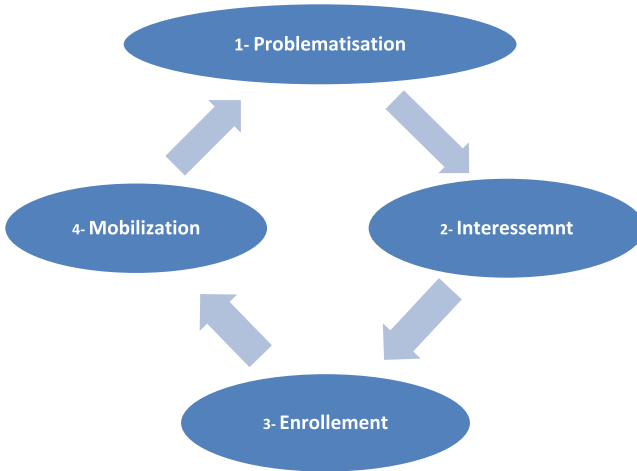 1- Problematisation
2- Interessemnt
3- Enrollement
4- Mobilization